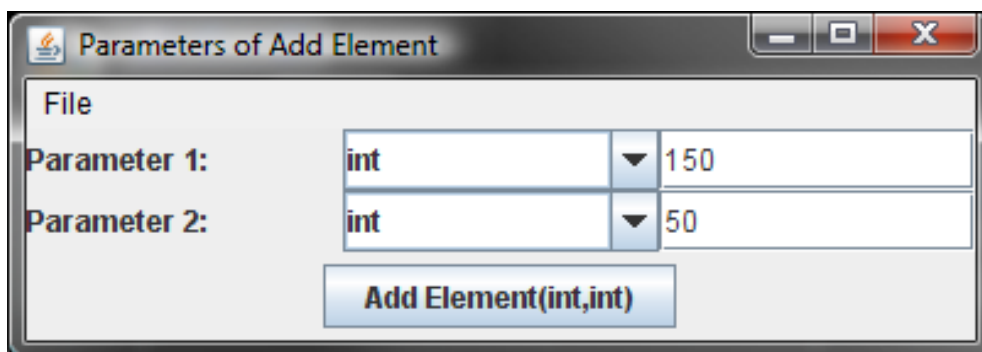 Parameters of Add Element
File
Parameter 1: int 150
Parameter 2: int 50
Add Element(int,int)